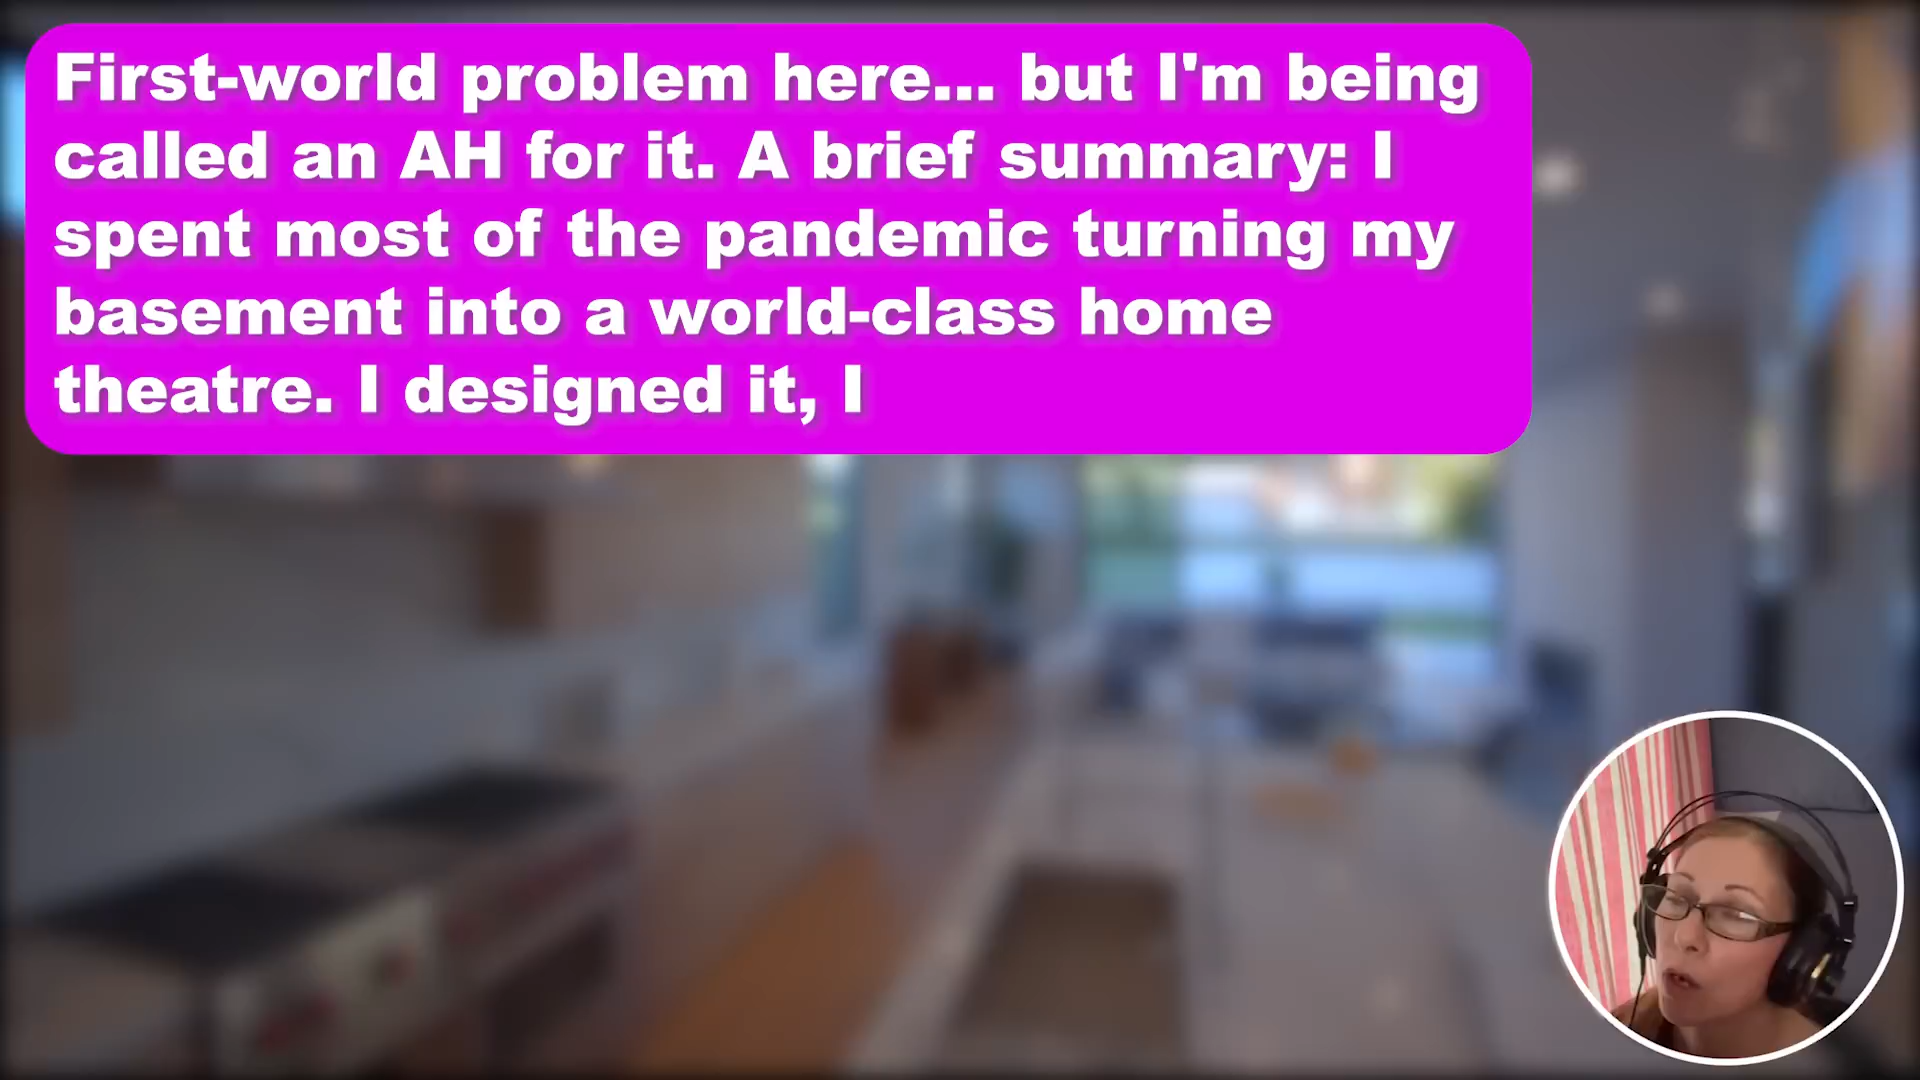 First-world problem here... but I'm being
called an AH for it. A brief summary: I
spent most of the pandemic turning my
basement into a world-class home
theatre. I designed it, I